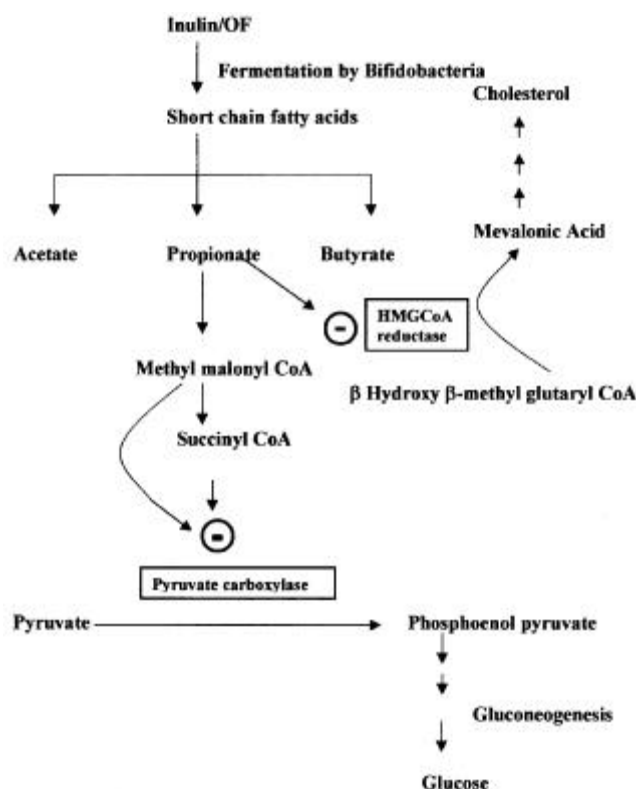 Inulin/OF
Fermentation by Bifidobacteria
Cholesterol
Short chain fatty acids
Mevalonic Acid
Acetate
Propionate
Butyrate
-
HMGCoA
reductase
Methyl malonyl CoA
β Hydroxy β-methyl glutaryl CoA
Succinyl CoA
-
Pyruvate carboxylase
Pyruvate
Phosphoenol pyruvate
Gluconeogenesis
Glucose